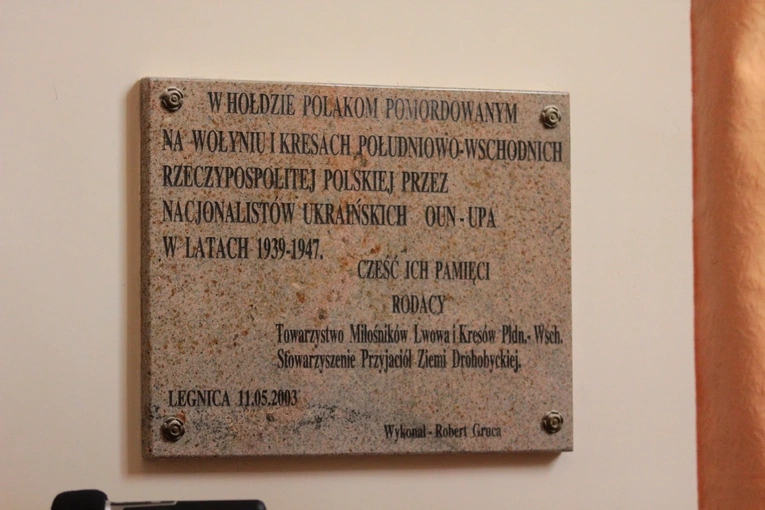 W HOŁDZIE POLAKOM POMORDOWANYM
NA WOŁYNIU I KRESACH POŁUDNIOWO-WSCHODNICH
RZECZYPOSPOLITEJ POLSKIEJ PRZEZ
NACJONALISTÓW UKRAIŃSKICH OUN - UPA
W LATACH 1939-1947.
CZEŚĆ ICH PAMIĘCI
RODACY
Towarzystwo Miłośników Lwowa i Kresów Płdn.- Wsch.
Stowarzyszenie Przyjaciół Ziemi Drohobyckiej.
LEGNICA 11.05.2003
Wykonał - Robert Gruca